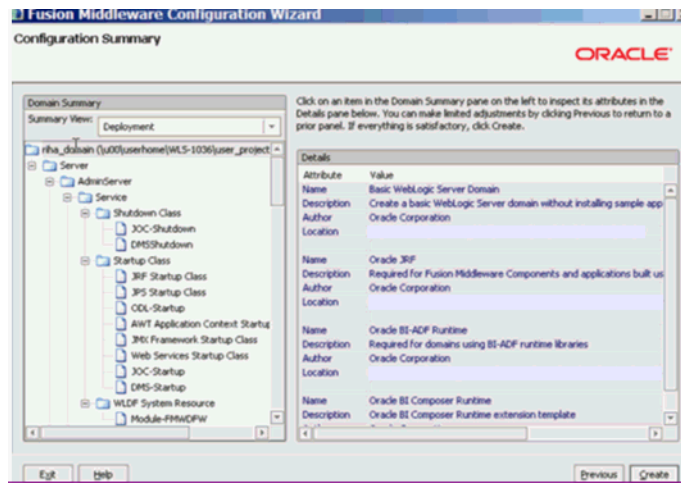 Fusion Middleware Configuration Wizard
Configuration Summary
ORACLE
Domain Summary
Summary View: Deployment
riha_domain (\u00\userhome\WLS-1036\user_project
Server
AdminServer
Service
Shutdown Class
JOC-Shutdown
DMSShutdown
Startup Class
JRF Startup Class
JPS Startup Class
ODL-Startup
AWT Application Context Startup
JMX Framework Startup Class
Web Services Startup Class
JOC-Startup
DMS-Startup
WLDF System Resource
Module-FMWDFW
Click on an item in the Domain Summary pane on the left to inspect its attributes in the
Details pane below. You can make limited adjustments by clicking Previous to return to a
prior panel. If everything is satisfactory, click Create.
Details
Attribute Value
Name Basic WebLogic Server Domain
Description Create a basic WebLogic Server domain without installing sample app
Author Oracle Corporation
Location
Name Oracle JRF
Description Required for Fusion Middleware Components and applications built us
Author Oracle Corporation
Location
Name Oracle BI-ADF Runtime
Description Required for domains using BI-ADF runtime libraries
Author Oracle Corporation
Location
Name Oracle BI Composer Runtime
Description Oracle BI Composer Runtime extension template
Exit Help Previous Create